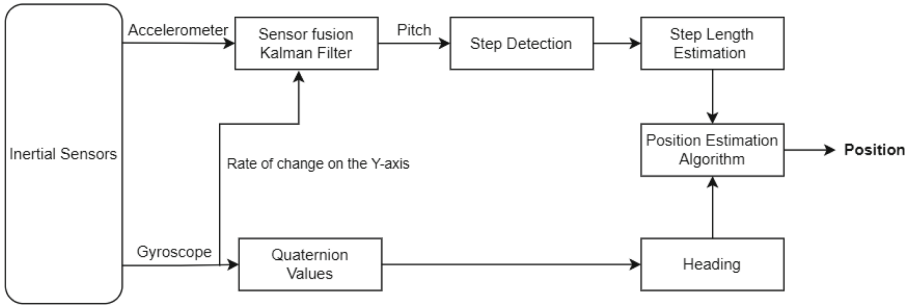 Inertial Sensors
Accelerometer
Sensor fusion
Kalman Filter
Pitch
Step Detection
Step Length
Estimation
Rate of change on the Y-axis
Position Estimation
Algorithm
Position
Gyroscope
Quaternion
Values
Heading